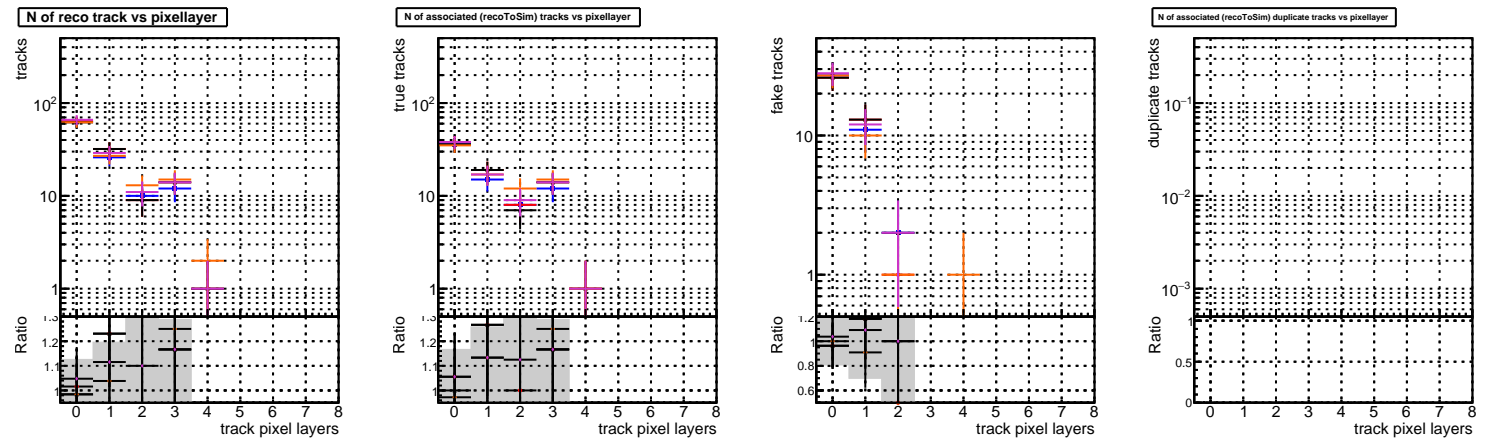 N of reco track vs pixellayer
tracks
10²
10
1
Ratio
1.3
1.2
1.1
0 1 2 3 4 5 6 7 8
track pixel layers
N of associated (recoToSim) tracks vs pixellayer
true tracks
10²
10
1
Ratio
1.3
1.2
1.1
0 1 2 3 4 5 6 7 8
track pixel layers
fake tracks
10
1
Ratio
1.2
1
0.8
0.6
0 1 2 3 4 5 6 7 8
track pixel layers
N of associated (recoToSim) duplicate tracks vs pixellayer
duplicate tracks
10⁻¹
10⁻²
10⁻³
Ratio
1
0.5
0
0 1 2 3 4 5 6 7 8
track pixel layers